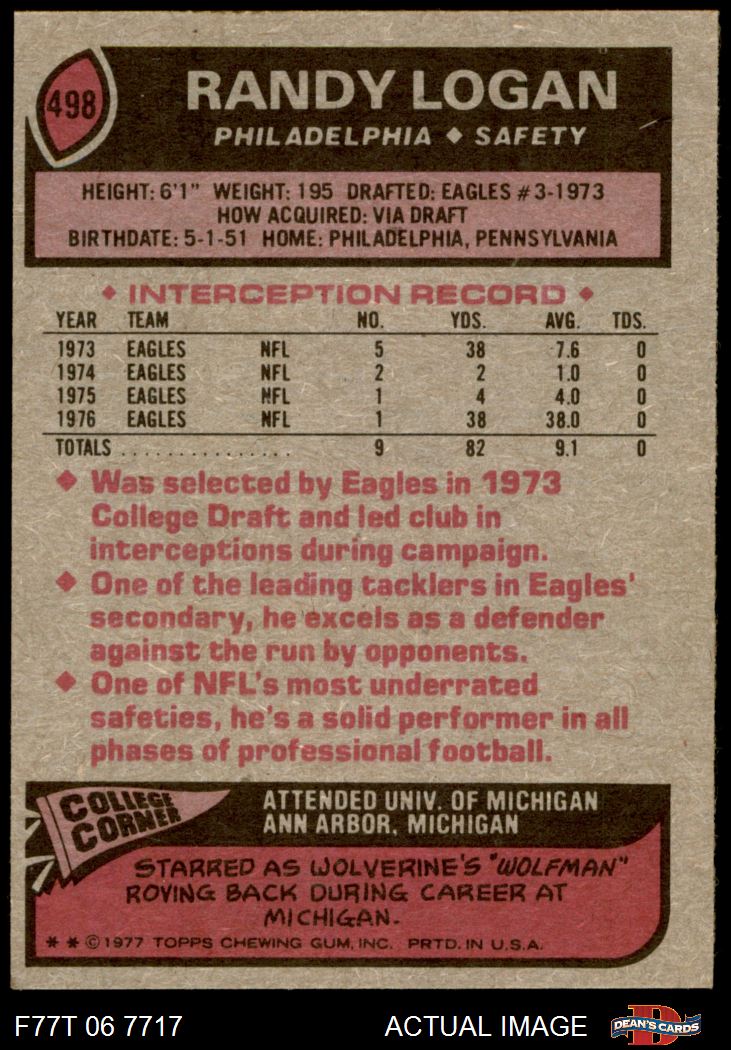 498
RANDY LOGAN
PHILADELPHIA ♦ SAFETY
HEIGHT: 6'1" WEIGHT: 195 DRAFTED: EAGLES #3-1973
HOW ACQUIRED: VIA DRAFT
BIRTHDATE: 5-1-51 HOME: PHILADELPHIA, PENNSYLVANIA
♦ INTERCEPTION RECORD ♦
YEAR TEAM NO. YDS. AVG. TDS.
1973 EAGLES NFL 5 38 7.6 0
1974 EAGLES NFL 2 2 1.0 0
1975 EAGLES NFL 1 4 4.0 0
1976 EAGLES NFL 1 38 38.0 0
TOTALS . . . . . . . . . . . . . . . 9 82 9.1 0
♦ Was selected by Eagles in 1973
College Draft and led club in
interceptions during campaign.
♦ One of the leading tacklers in Eagles'
secondary, he excels as a defender
against the run by opponents.
♦ One of NFL's most underrated
safeties, he's a solid performer in all
phases of professional football.
COLLEGE
CORNER
ATTENDED UNIV. OF MICHIGAN
ANN ARBOR, MICHIGAN
STARRED AS WOLVERINE'S "WOLFMAN"
ROVING BACK DURING CAREER AT
MICHIGAN.
* * © 1977 TOPPS CHEWING GUM, INC. PRTD. IN U.S.A.
F77T 06 7717 ACTUAL IMAGE
D
DEAN'S CARDS